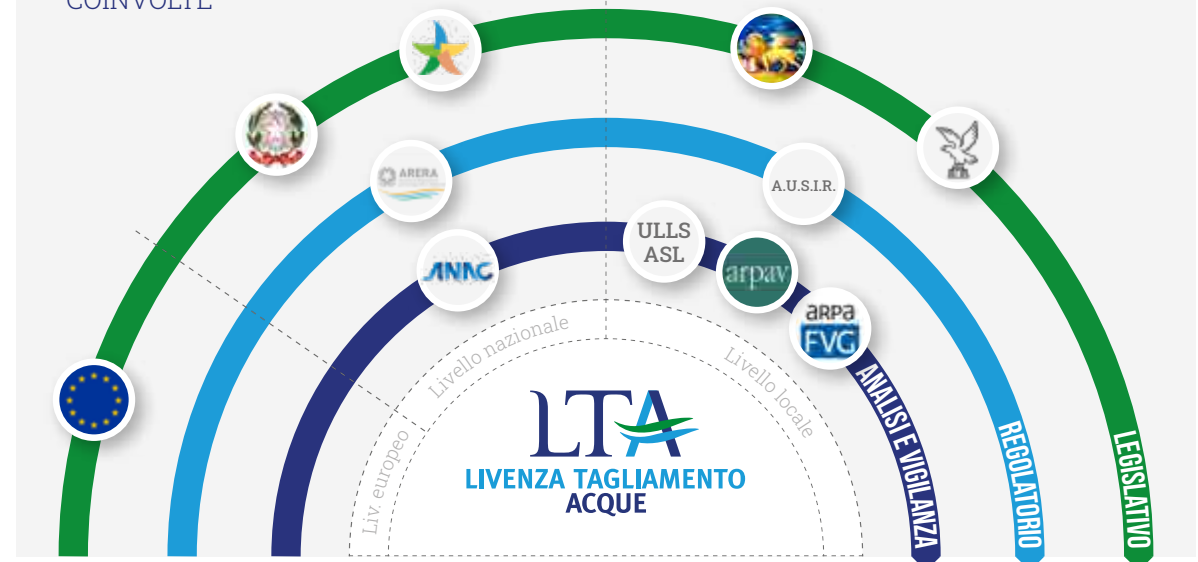 COINVOLTE
ARERA
A.U.S.I.R.
ULLS
ASL
ANAC
arpav
arpa
FVG
Livello nazionale
Livello locale
Liv. europeo
LTA
LIVENZA TAGLIAMENTO
ACQUE
ANALISI E VIGILANZA
REGOLATORIO
LEGISLATIVO